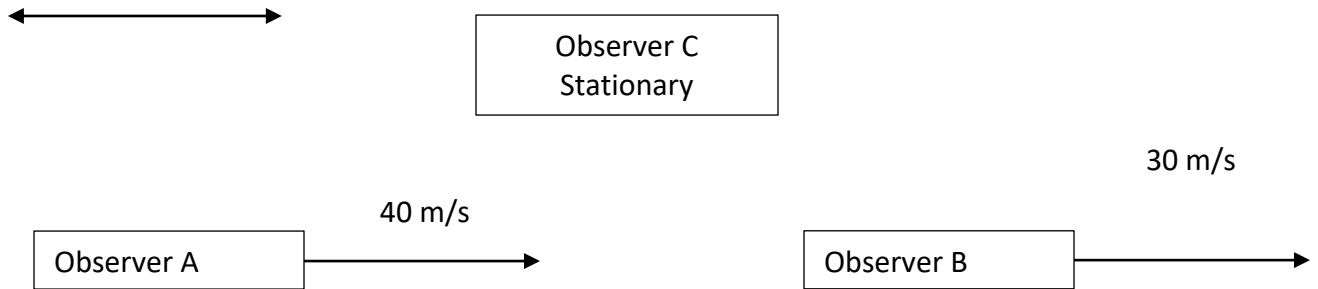 Observer C
Stationary
30 m/s
40 m/s
Observer A
Observer B